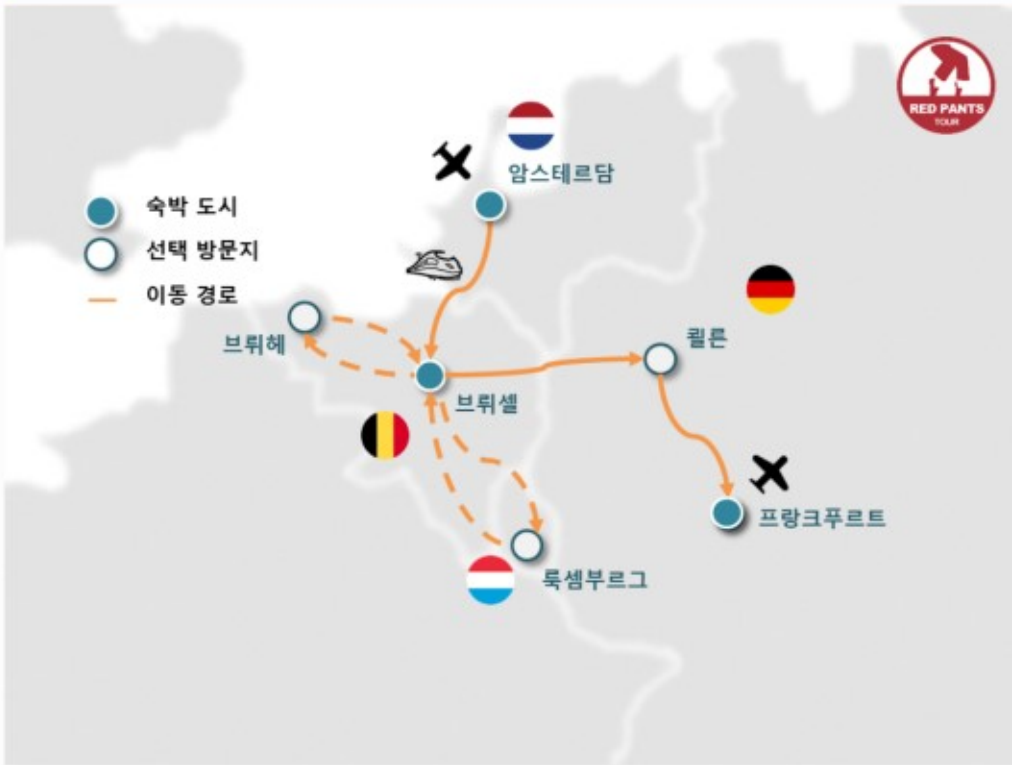 RED PANTS
TOUR
암스테르담
숙박 도시
선택 방문지
이동 경로
브뤼헤
퀼른
브뤼셀
프랑크푸르트
룩셈부르그